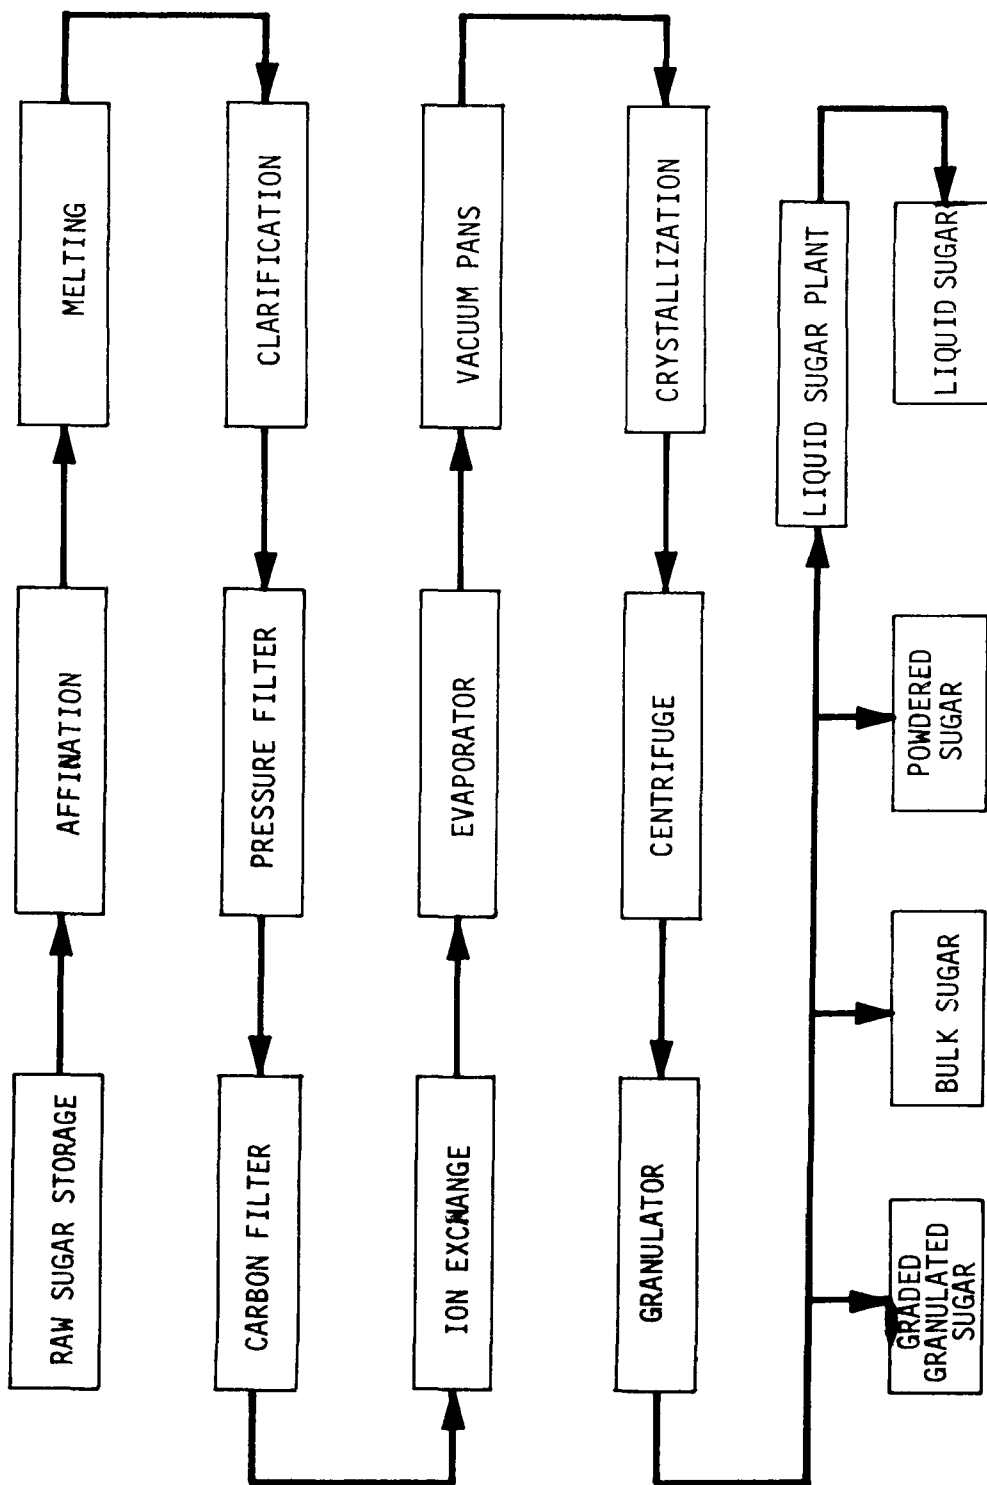 RAW SUGAR STORAGE
AFFINATION
MELTING
CLARIFICATION
PRESSURE FILTER
CARBON FILTER
ION EXCHANGE
EVAPORATOR
VACUUM PANS
CRYSTALLIZATION
CENTRIFUGE
GRANULATOR
GRADED
GRANULATED
SUGAR
BULK SUGAR
POWDERED
SUGAR
LIQUID SUGAR PLANT
LIQUID SUGAR